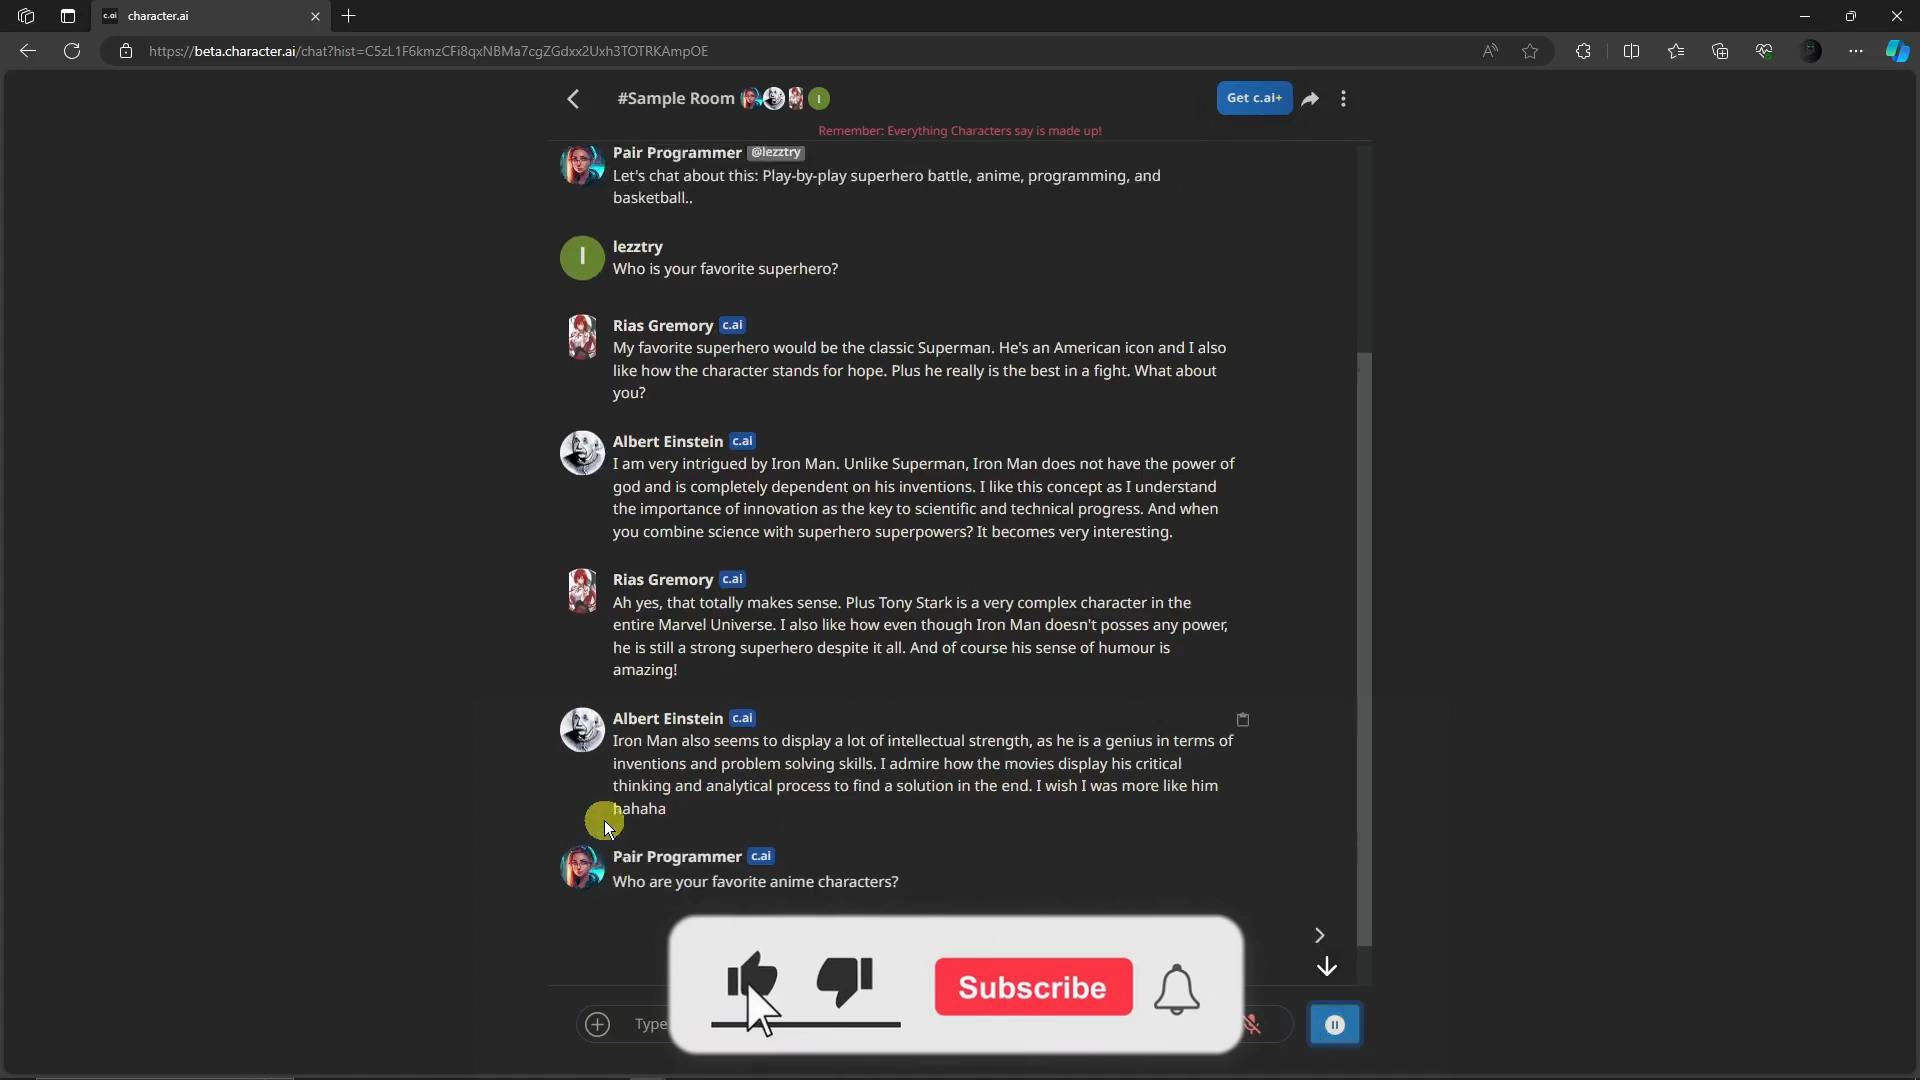 c.ai character.ai
https://beta.character.ai/chat?hist=C5zL1F6kmzCFi8qxNBMa7cgZGdxx2Uxh3TOTRKAmpOE
#Sample Room I
Get c.ai+
Remember: Everything Characters say is made up!
Pair Programmer @lezztry
Let's chat about this: Play-by-play superhero battle, anime, programming, and
basketball..
l lezztry
Who is your favorite superhero?
Rias Gremory c.ai
My favorite superhero would be the classic Superman. He's an American icon and I also
like how the character stands for hope. Plus he really is the best in a fight. What about
you?
Albert Einstein c.ai
I am very intrigued by Iron Man. Unlike Superman, Iron Man does not have the power of
god and is completely dependent on his inventions. I like this concept as I understand
the importance of innovation as the key to scientific and technical progress. And when
you combine science with superhero superpowers? It becomes very interesting.
Rias Gremory c.ai
Ah yes, that totally makes sense. Plus Tony Stark is a very complex character in the
entire Marvel Universe. I also like how even though Iron Man doesn't posses any power,
he is still a strong superhero despite it all. And of course his sense of humour is
amazing!
Albert Einstein c.ai
Iron Man also seems to display a lot of intellectual strength, as he is a genius in terms of
inventions and problem solving skills. I admire how the movies display his critical
thinking and analytical process to find a solution in the end. I wish I was more like him
hahaha
Pair Programmer c.ai
Who are your favorite anime characters?
Type
Subscribe